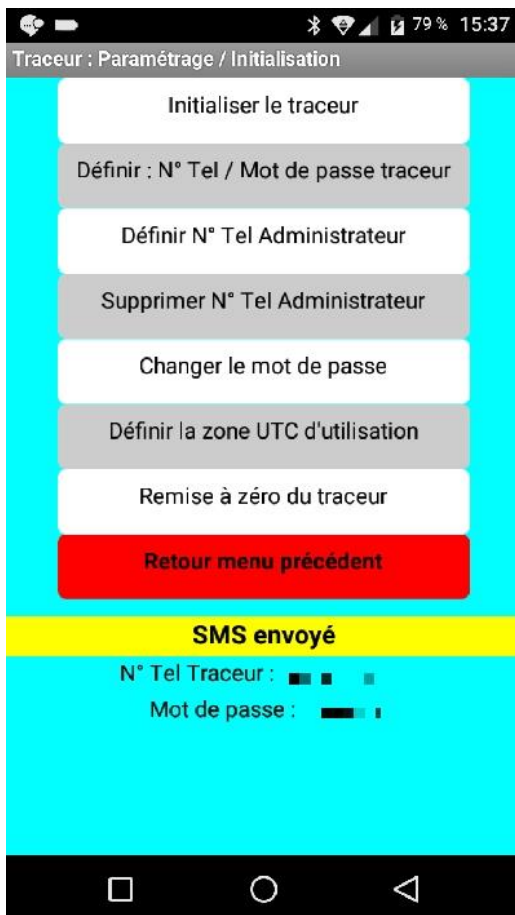 79 % 15:37
Traceur : Paramétrage / Initialisation
Initialiser le traceur
Définir : N° Tel / Mot de passe traceur
Définir N° Tel Administrateur
Supprimer N° Tel Administrateur
Changer le mot de passe
Définir la zone UTC d'utilisation
Remise à zéro du traceur
Retour menu précédent
SMS envoyé
N° Tel Traceur :
Mot de passe :